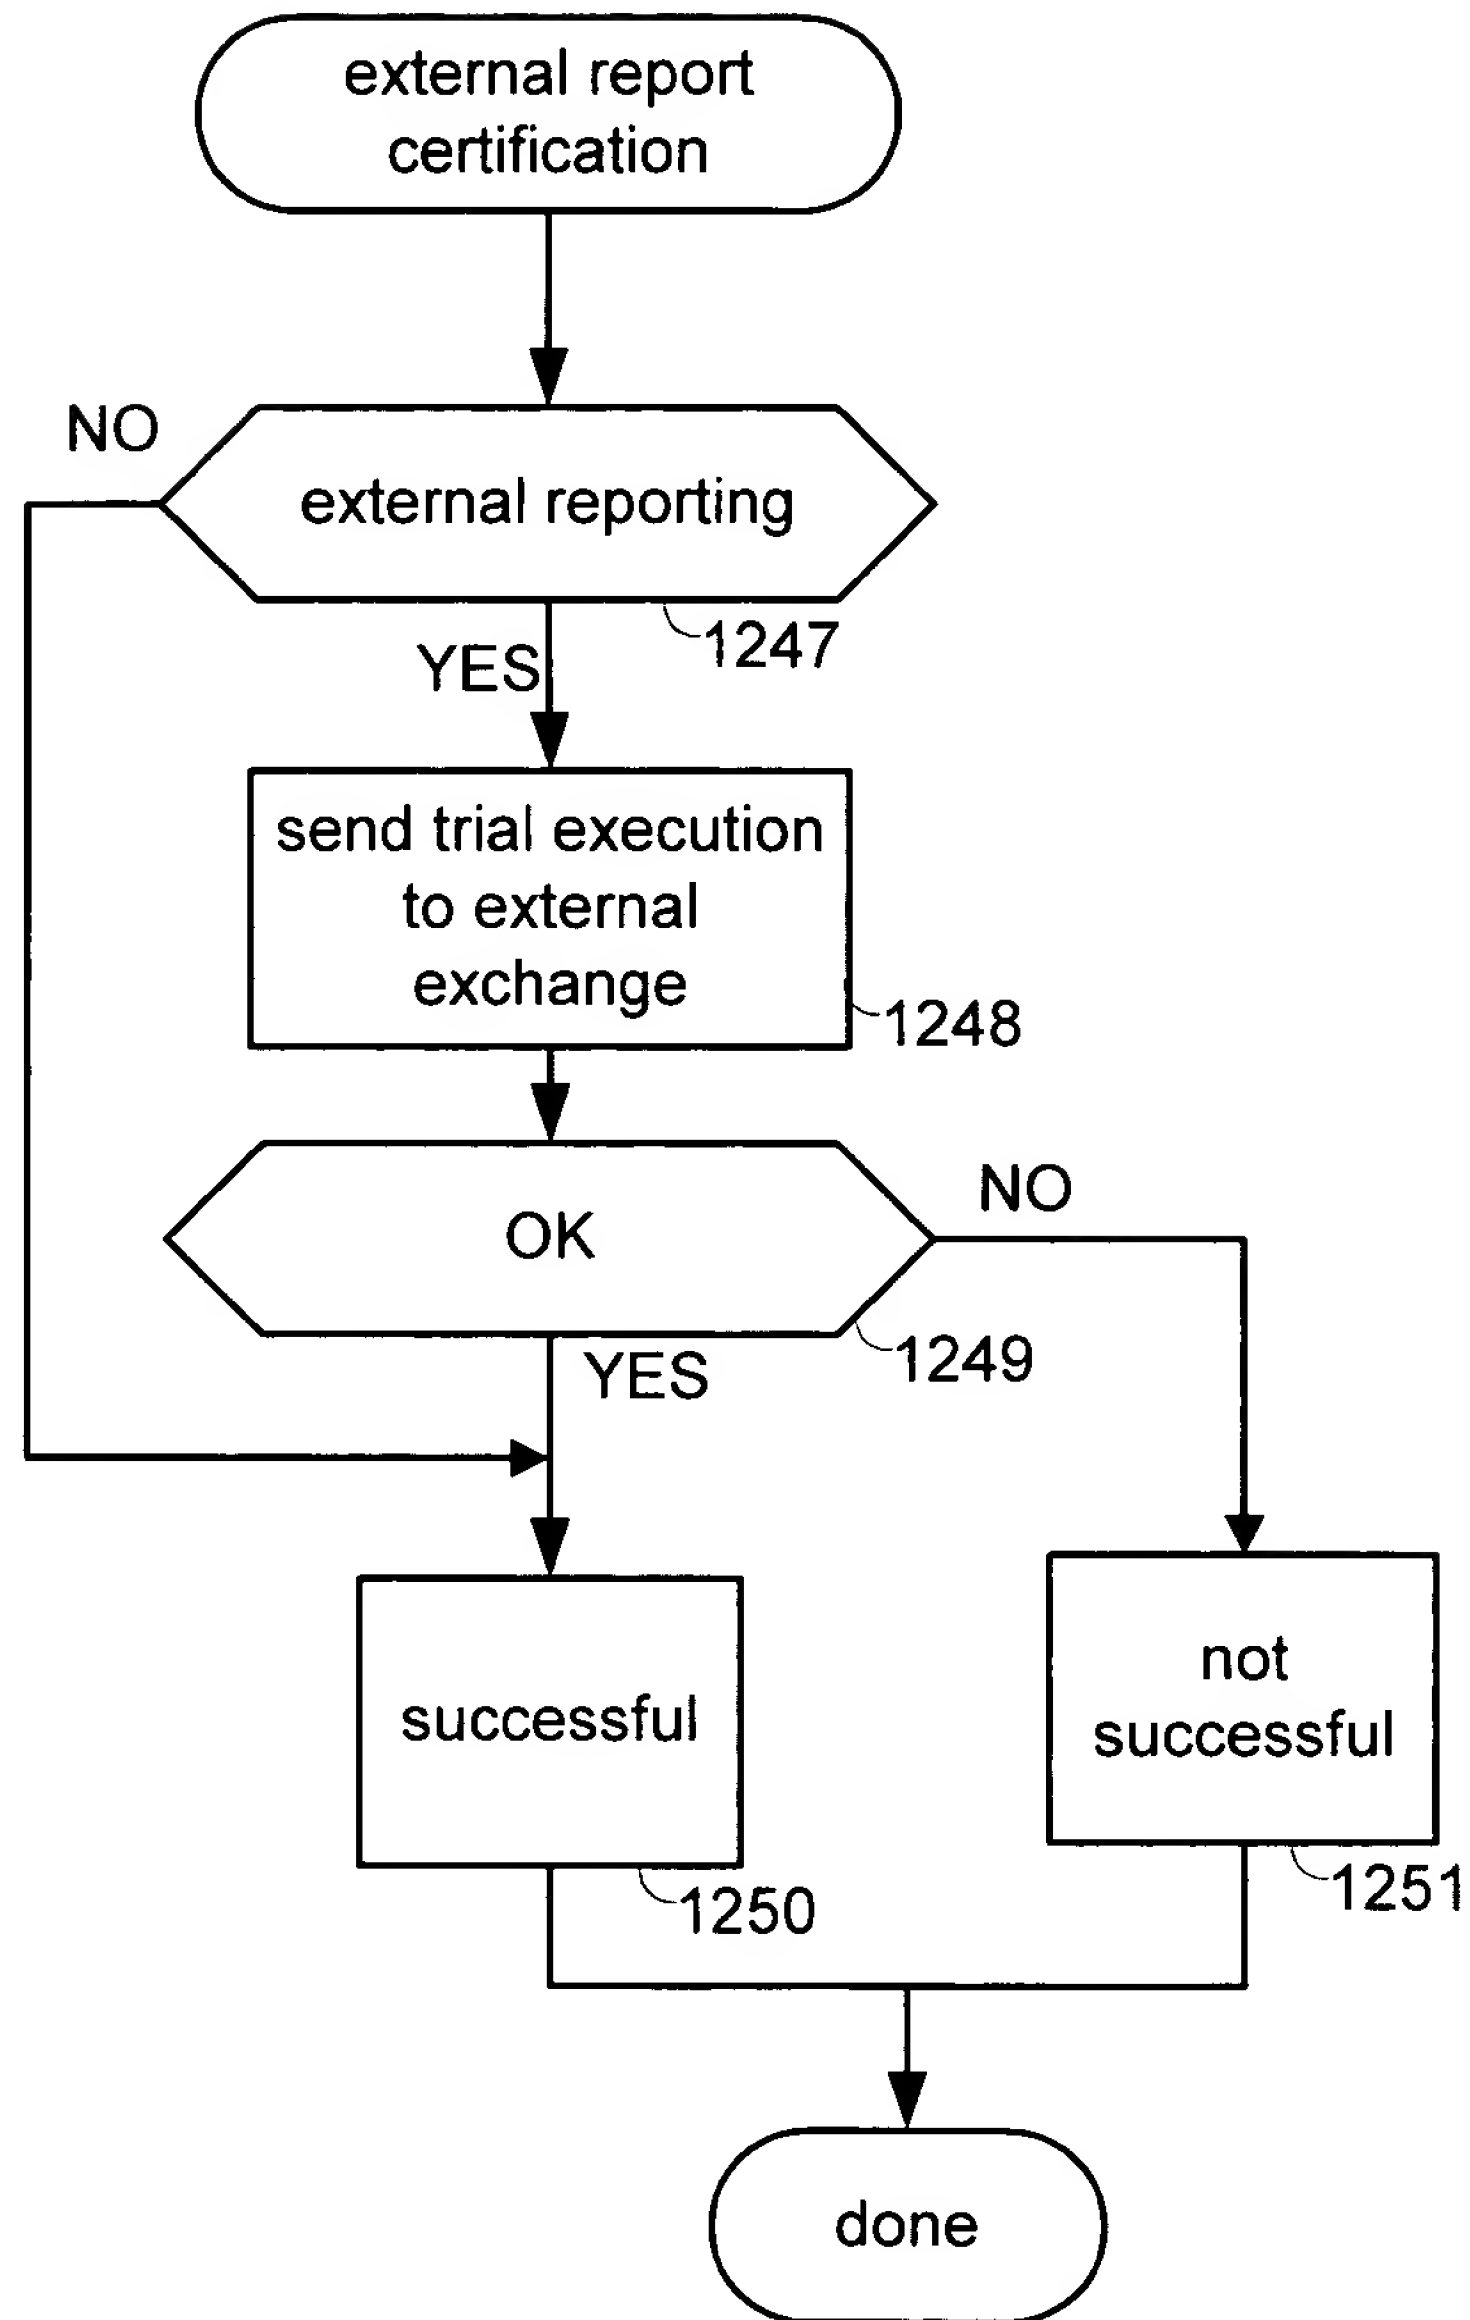 external report
certification
NO
external reporting
1247
YES
send trial execution
to external
exchange
1248
OK
NO
1249
YES
successful
not
successful
1250
1251
done